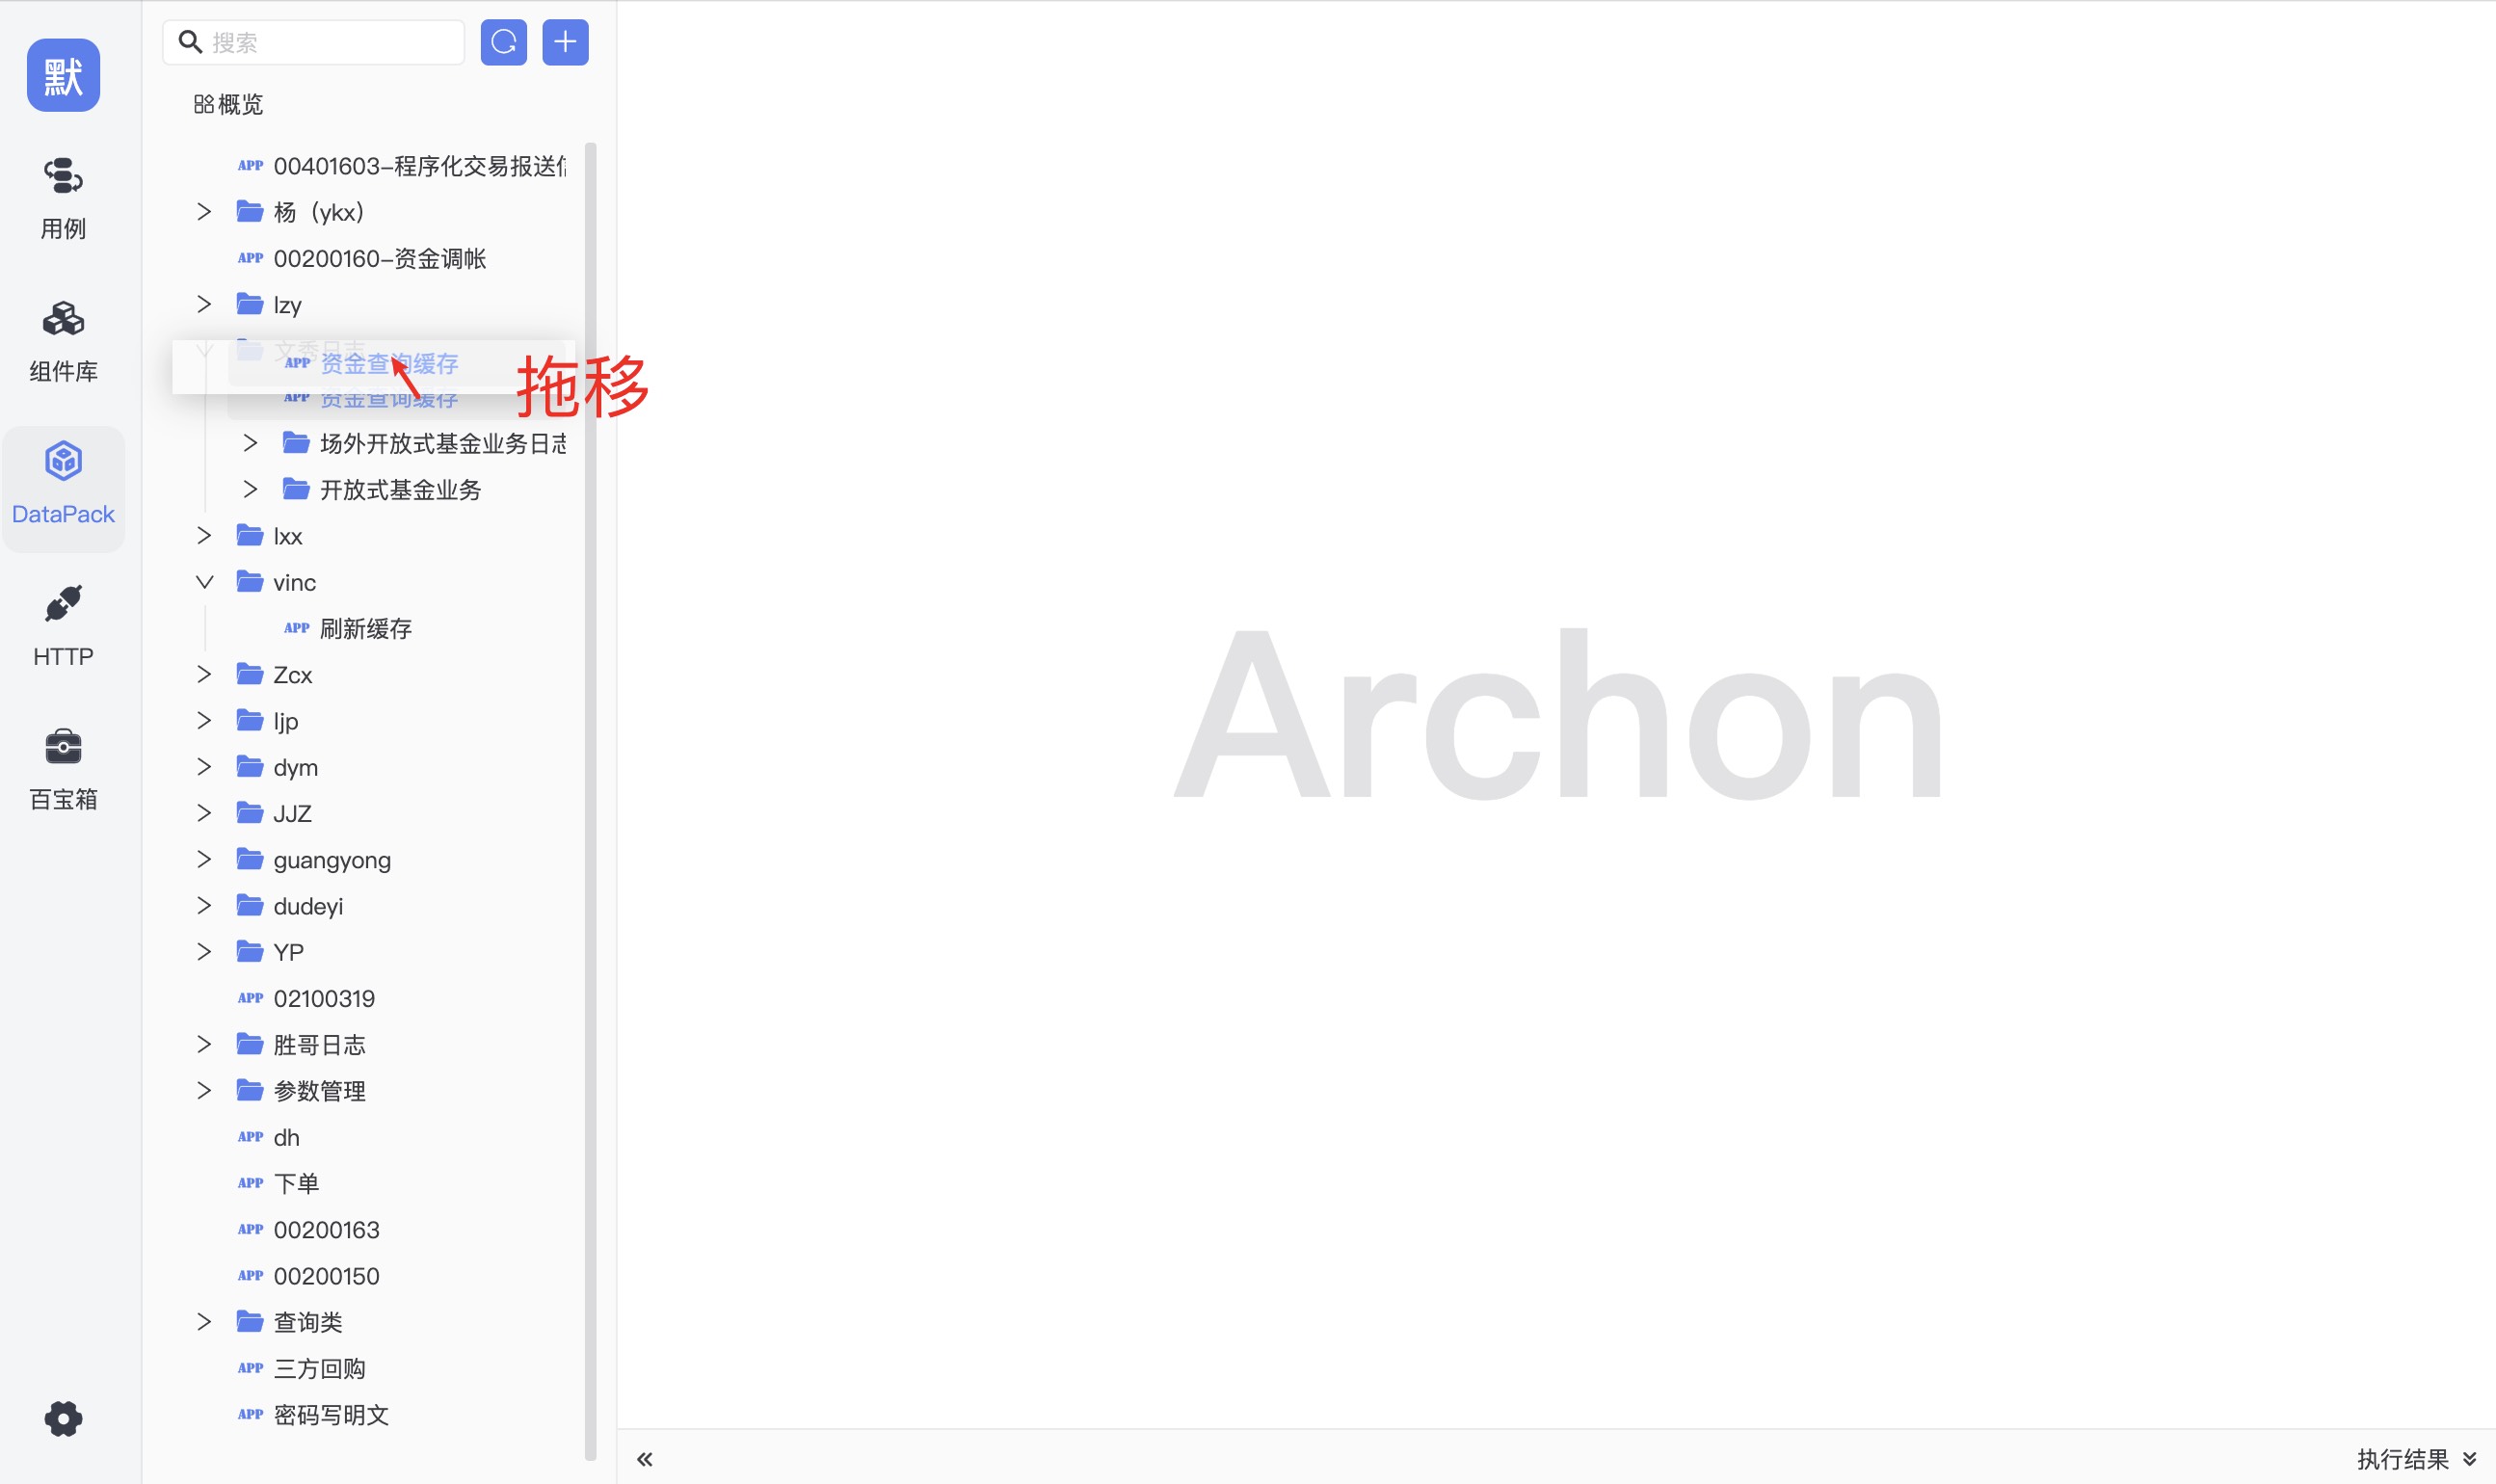 默
用例
组件库
DataPack
HTTP
百宝箱
搜索
概览
APP 00401603-程序化交易报送
杨（ykx）
APP 00200160-资金调帐
lzy
文秀日志
APP 资金查询缓存
拖移
APP 资金查询缓存
场外开放式基金业务日志
开放式基金业务
lxx
vinc
APP 刷新缓存
Zcx
ljp
dym
JJZ
guangyong
dudeyi
YP
APP 02100319
胜哥日志
参数管理
APP dh
APP 下单
APP 00200163
APP 00200150
查询类
APP 三方回购
APP 密码写明文
Archon
执行结果